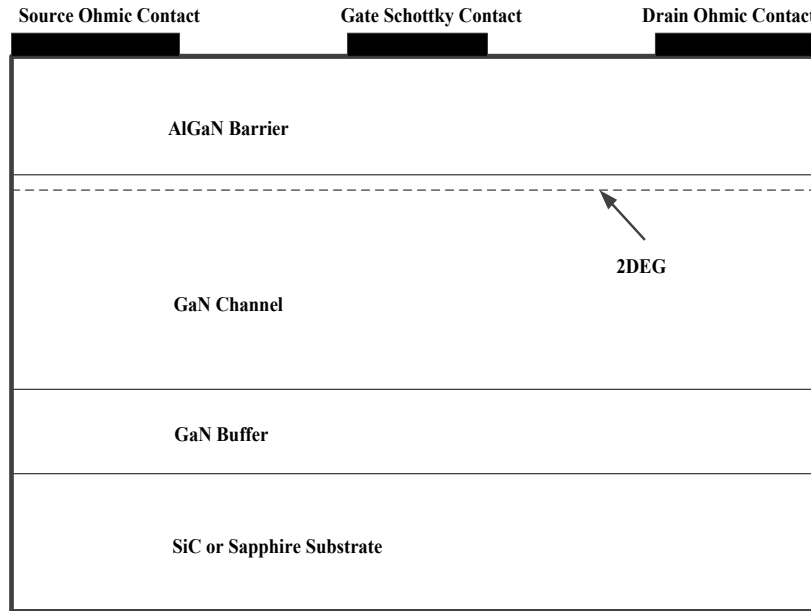 Source Ohmic Contact
Gate Schottky Contact
Drain Ohmic Contact
AlGaN Barrier
2DEG
GaN Channel
GaN Buffer
SiC or Sapphire Substrate